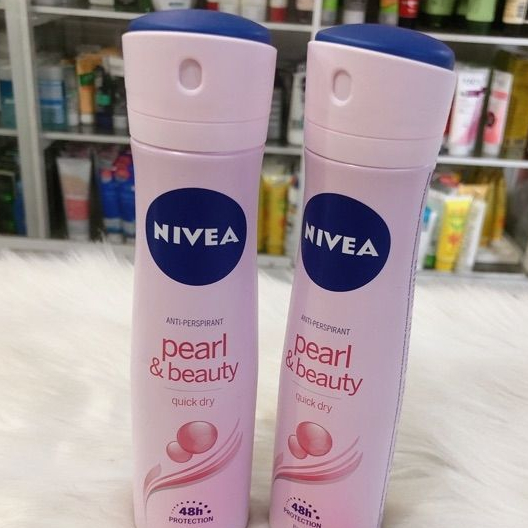 NIVEA
ANTI-PERSPIRANT
pearl
& beauty
quick dry
48h
PROTECTION
NIVEA
ANTI-PERSPIRANT
pearl
& beauty
quick dry
48h
PROTECTION